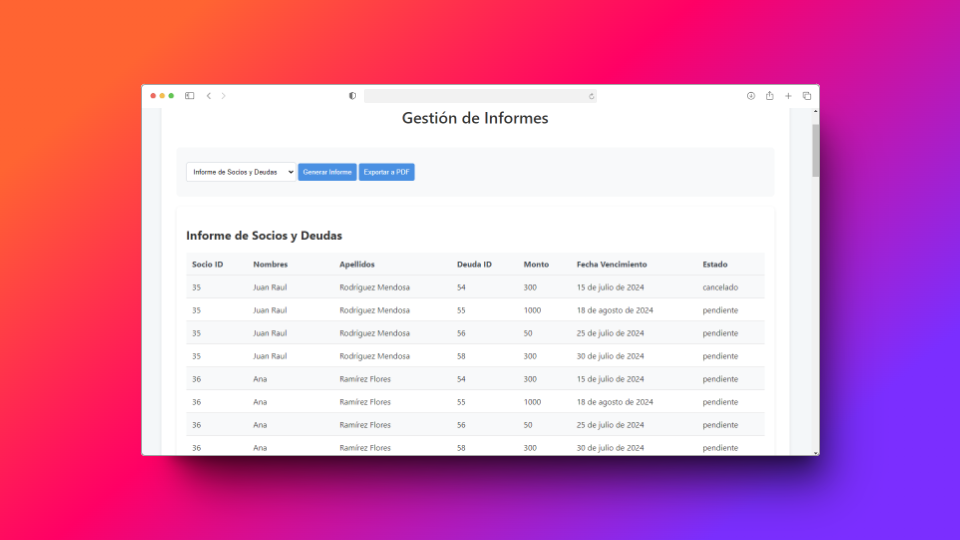 Gestión de Informes
Informe de Socios y Deudas Generar Informe Exportar a PDF
Informe de Socios y Deudas
Socio ID Nombres Apellidos Deuda ID Monto Fecha Vencimiento Estado
35 Juan Raul Rodriguez Mendosa 54 300 15 de julio de 2024 cancelado
35 Juan Raul Rodriguez Mendosa 55 1000 18 de agosto de 2024 pendiente
35 Juan Raul Rodriguez Mendosa 56 50 25 de julio de 2024 pendiente
35 Juan Raul Rodriguez Mendosa 58 300 30 de julio de 2024 pendiente
36 Ana Ramírez Flores 54 300 15 de julio de 2024 pendiente
36 Ana Ramírez Flores 55 1000 18 de agosto de 2024 pendiente
36 Ana Ramírez Flores 56 50 25 de julio de 2024 pendiente
36 Ana Ramírez Flores 58 300 30 de julio de 2024 pendiente